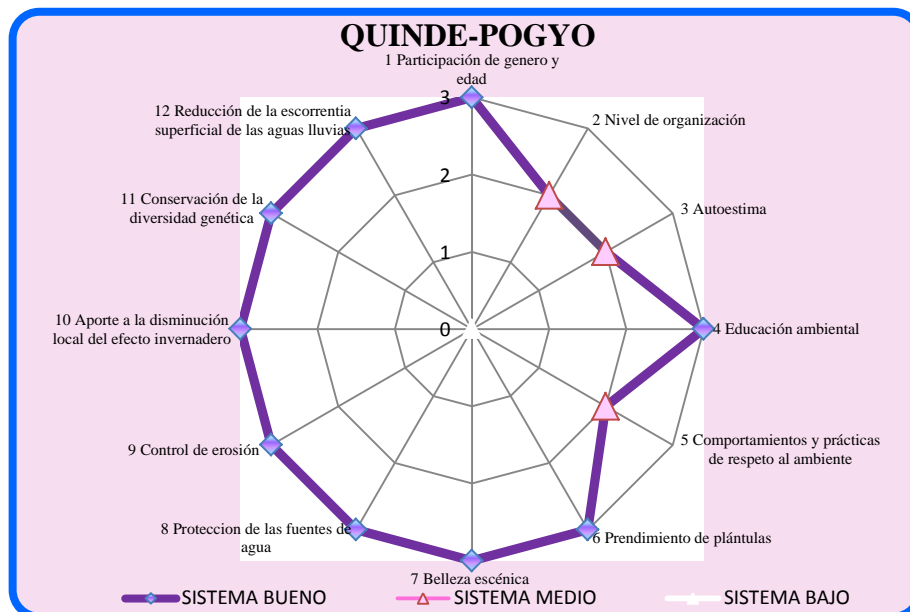 QUINDE-POGYO
1 Participación de genero y
edad
2 Nivel de organización
3 Autoestima
4 Educación ambiental
5 Comportamientos y prácticas
de respeto al ambiente
6 Prendimiento de plántulas
7 Belleza escénica
8 Proteccion de las fuentes de
agua
9 Control de erosión
10 Aporte a la disminución
local del efecto invernadero
11 Conservación de la
diversidad genética
12 Reducción de la escorrentia
superficial de las aguas lluvias
3
2
1
0
SISTEMA BUENO
SISTEMA MEDIO
SISTEMA BAJO